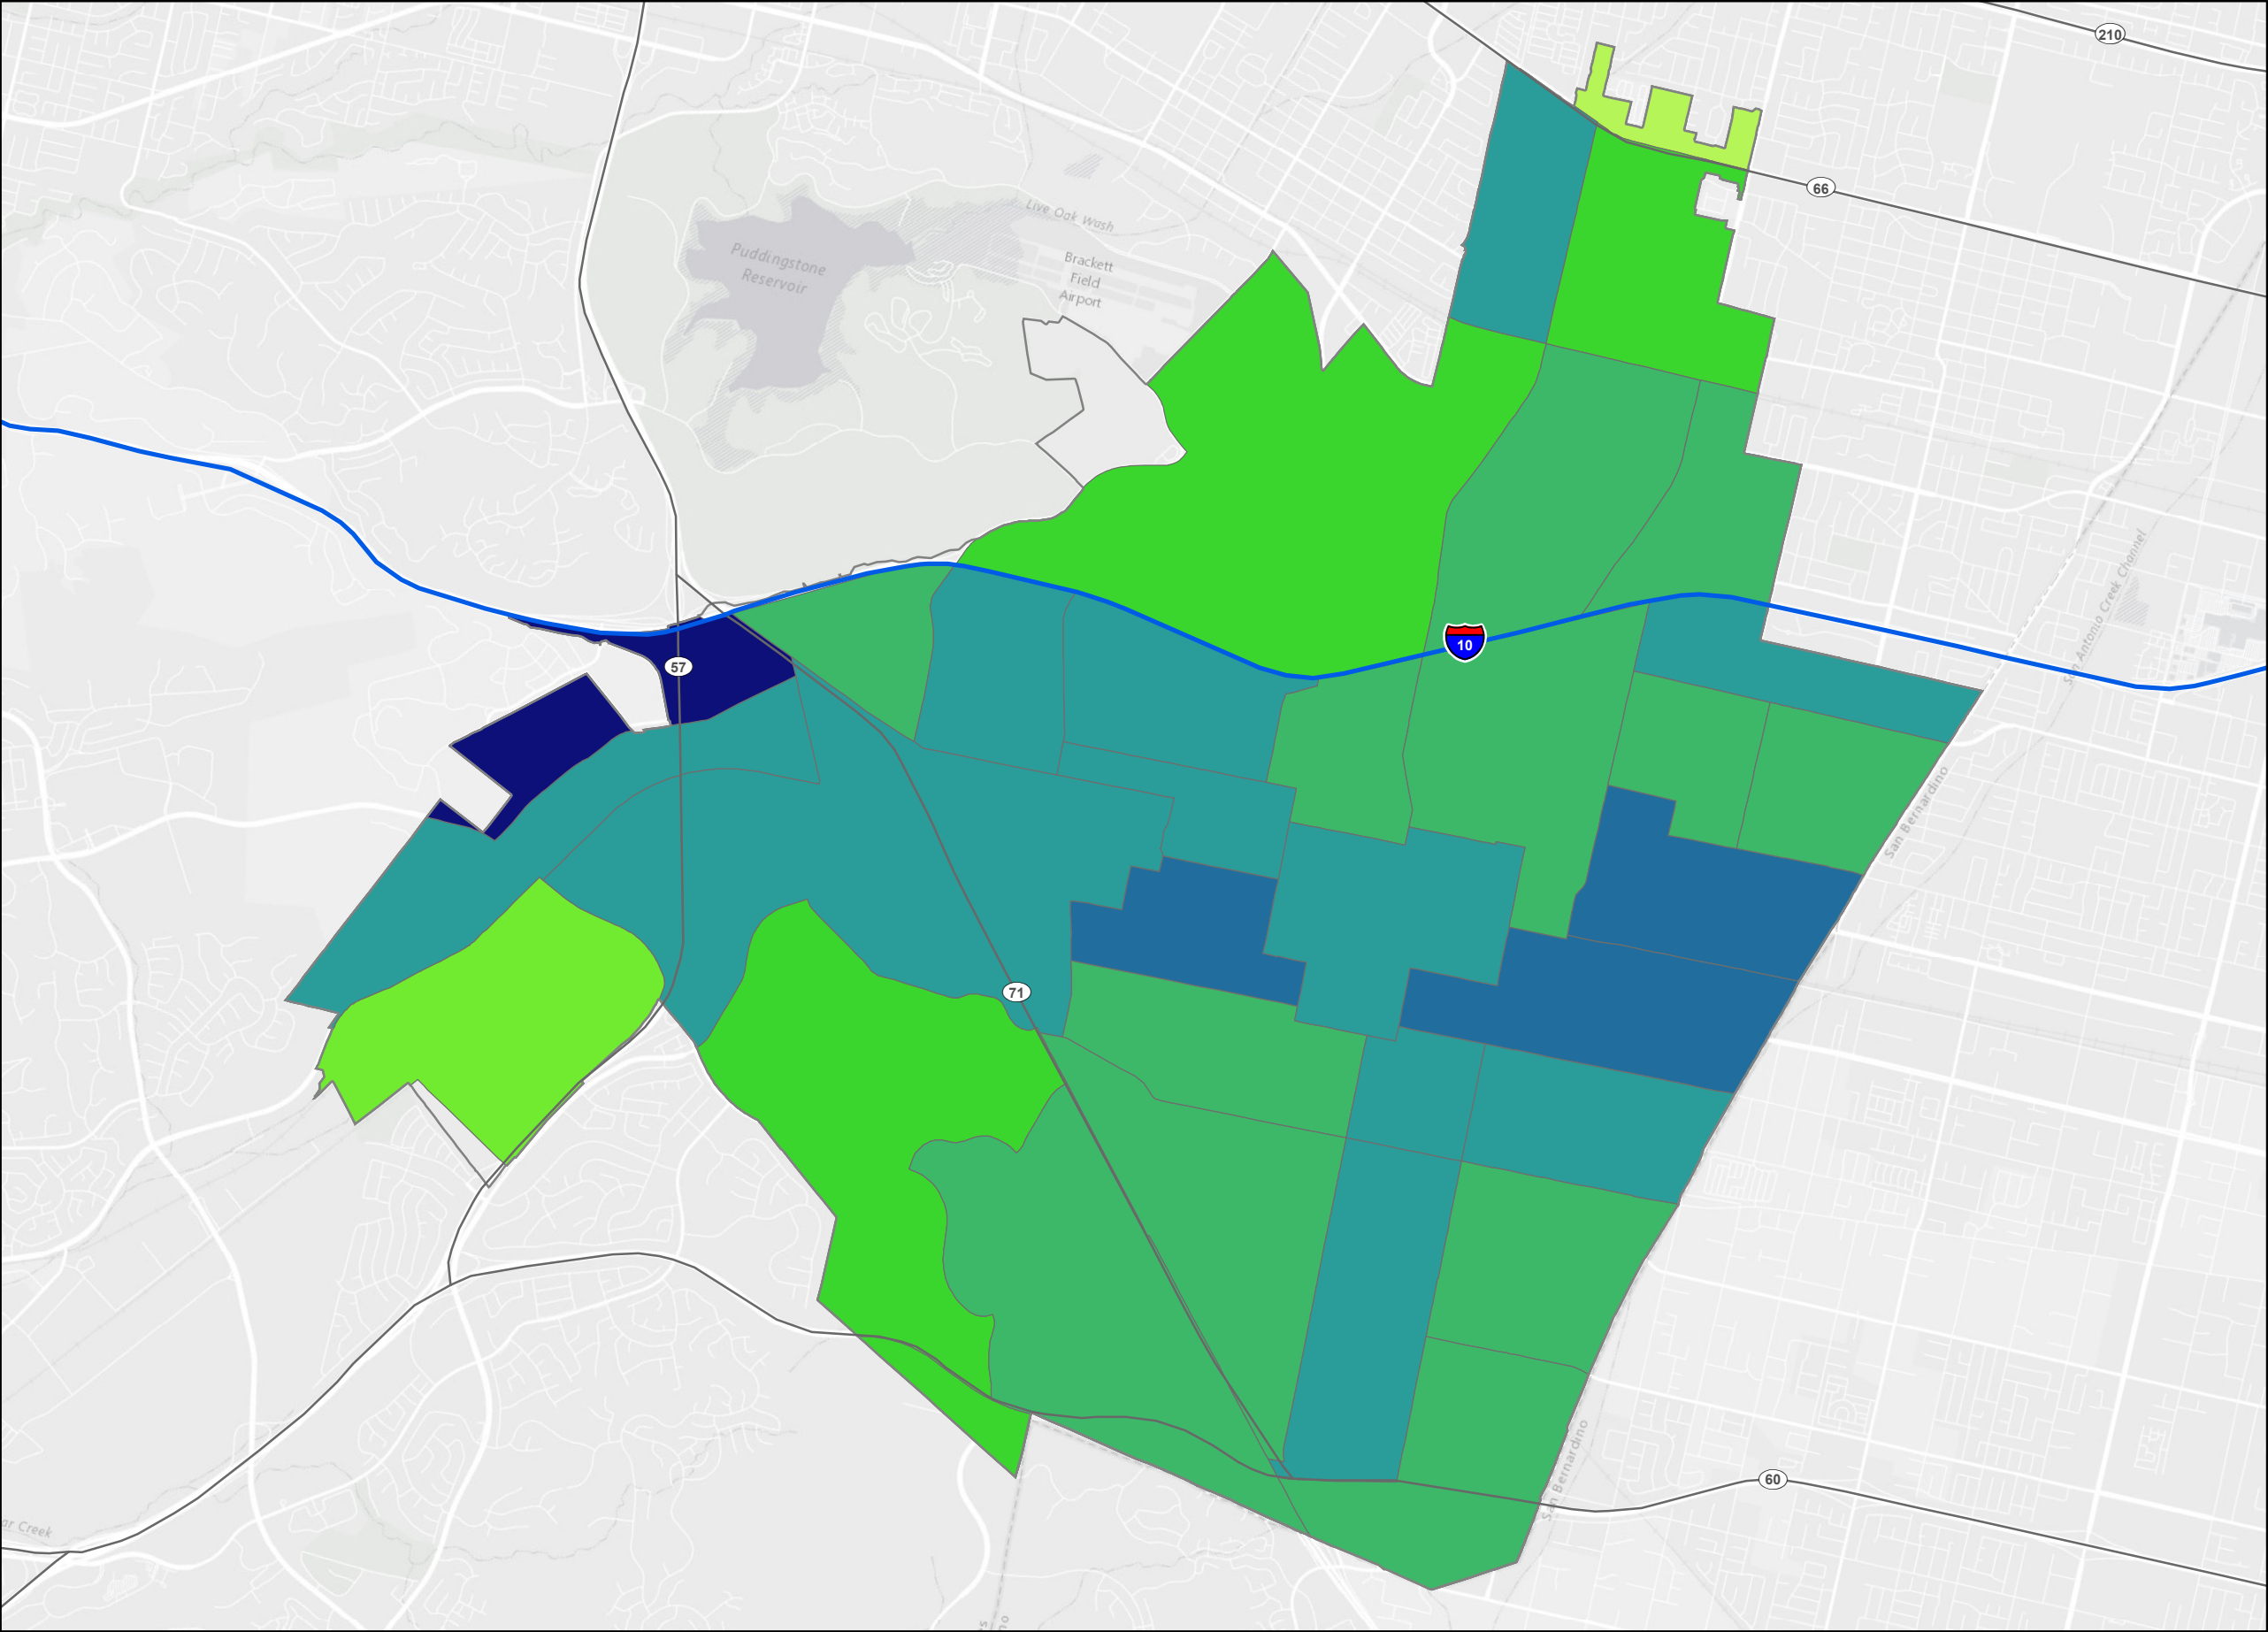 210
66
Live Oak Wash
Puddingstone
Reservoir
Brackett
Field
Airport
San Antonio Creek Channel
10
57
San Bernardino
71
60
San Bernardino
ar Creek